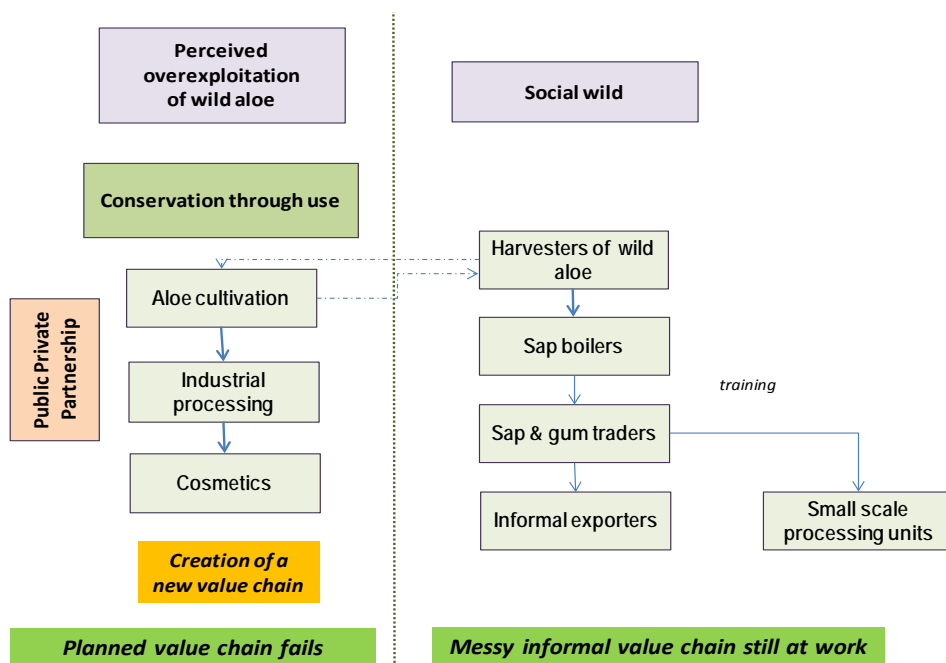 Perceived
overexploitation
of wild aloe
Social wild
Conservation through use
Harvesters of wild
aloe
Aloe cultivation
Public Private
Partnership
Sap boilers
Industrial
processing
training
Sap & gum traders
Cosmetics
Informal exporters
Small scale
processing units
Creation of a
new value chain
Planned value chain fails
Messy informal value chain still at work